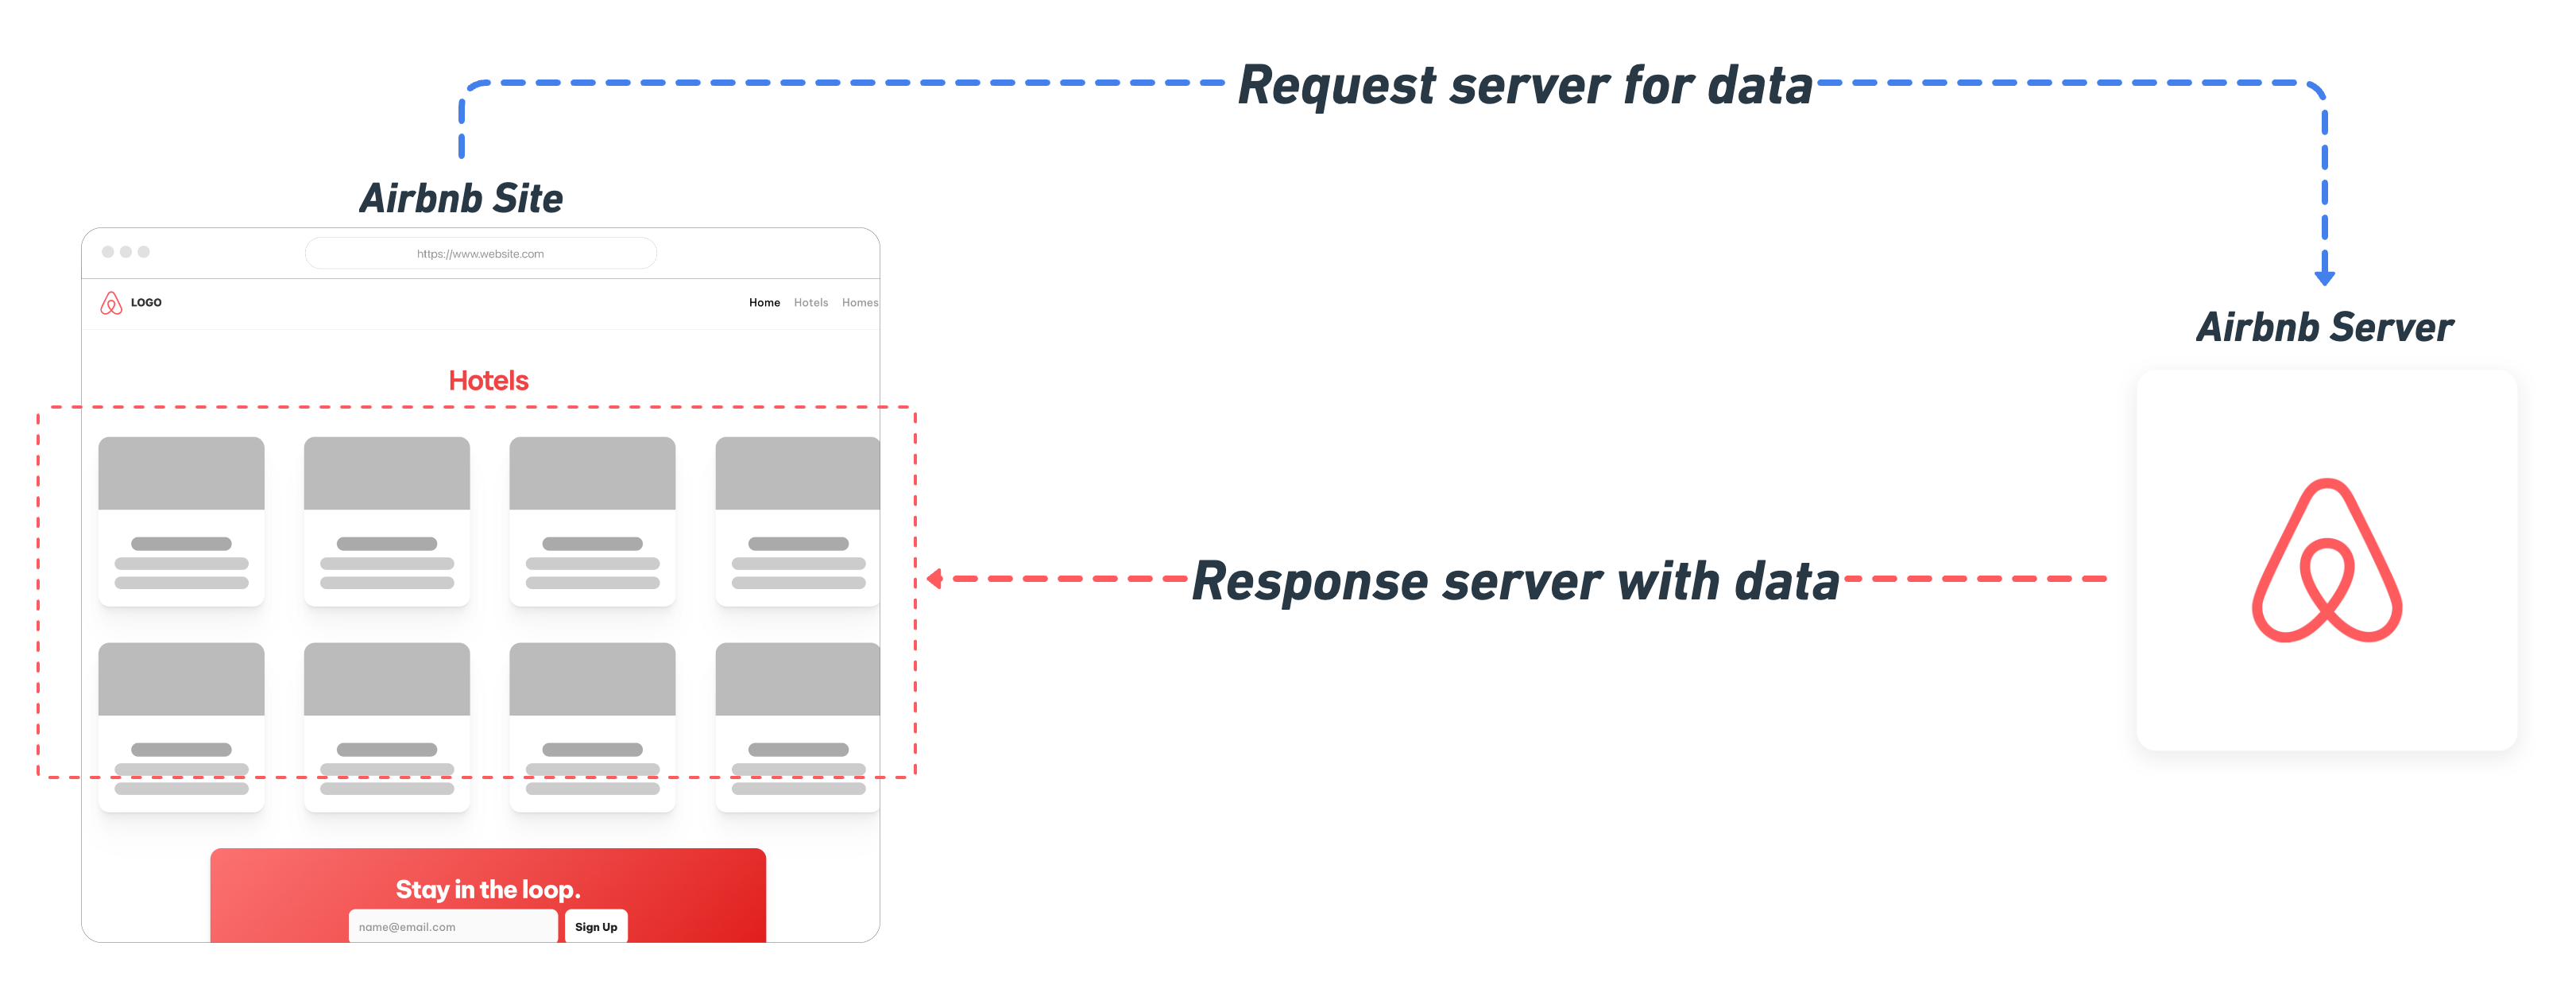 Request server for data
Airbnb Site
https://www.website.com
LOGO
Home Hotels Homes
Airbnb Server
Hotels
Response server with data
Stay in the loop.
name@email.com
Sign Up